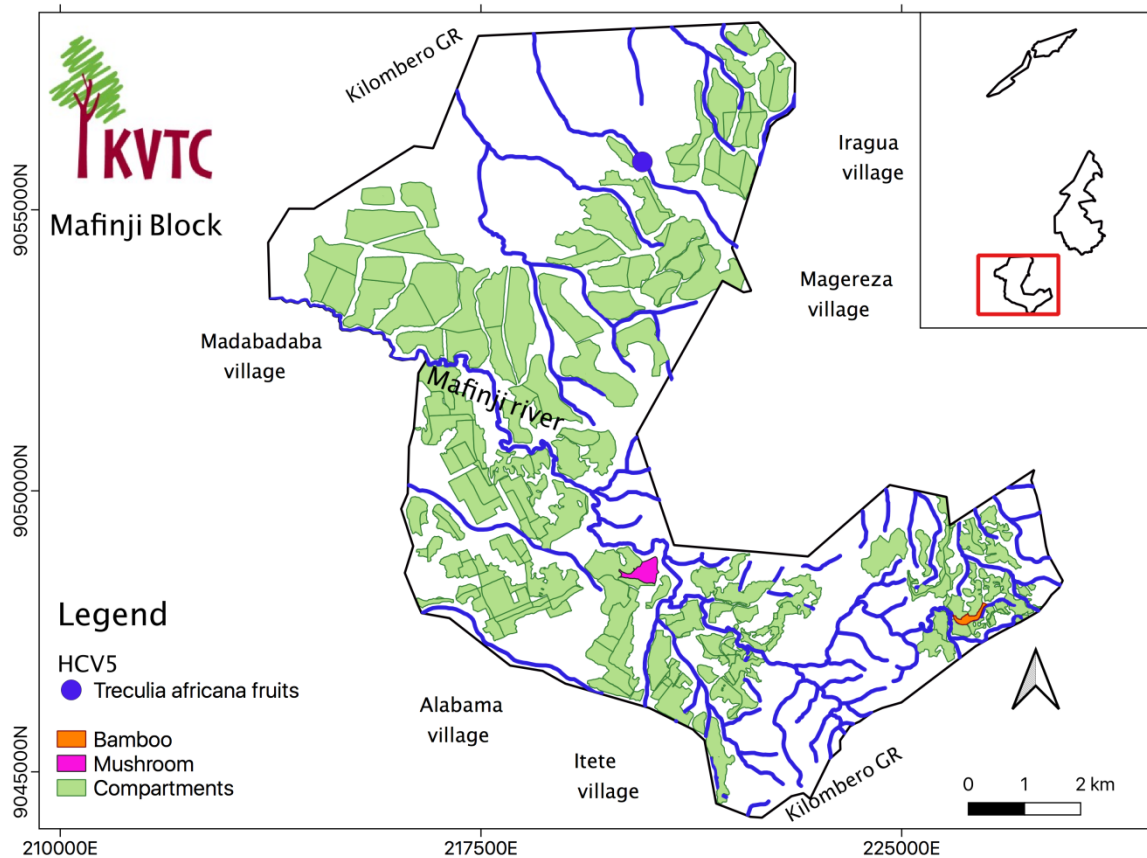 KVTC
Mafinji Block
Kilombero GR
Iragua
village
Magereza
village
Madabadaba
village
Mafinji river
Alabama
village
Itete
village
Kilombero GR
Legend
HCV5
Treculia africana fruits
Bamboo
Mushroom
Compartments
0 1 2 km
9055000N
9050000N
9045000N
210000E 217500E 225000E